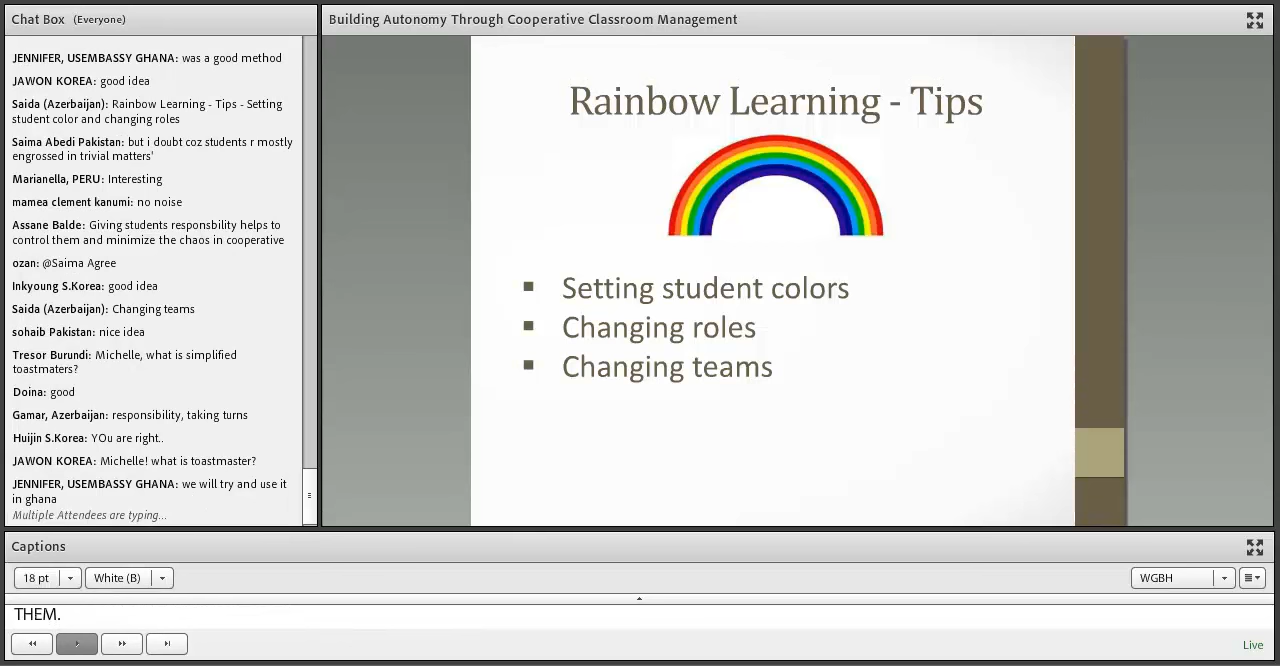 Chat Box (Everyone)
JENNIFER, USEMBASSY GHANA: was a good method
JAWON KOREA: good idea
Saida (Azerbaijan): Rainbow Learning - Tips - Setting
student color and changing roles
Saima Abedi Pakistan: but i doubt coz students r mostly
engrossed in trivial matters'
Marianella, PERU: Interesting
mamea clement kanumi: no noise
Assane Balde: Giving students responsbility helps to
control them and minimize the chaos in cooperative
ozan: @Saima Agree
Inkyoung S.Korea: good idea
Saida (Azerbaijan): Changing teams
sohaib Pakistan: nice idea
Tresor Burundi: Michelle, what is simplified
toastmaters?
Doina: good
Gamar, Azerbaijan: responsibility, taking turns
Huijin S.Korea: YOu are right..
JAWON KOREA: Michelle! what is toastmaster?
JENNIFER, USEMBASSY GHANA: we will try and use it
in ghana
Multiple Attendees are typing...
Building Autonomy Through Cooperative Classroom Management
Rainbow Learning - Tips
Setting student colors
Changing roles
Changing teams
Captions
18 pt White (B) WGBH
THEM.
Live